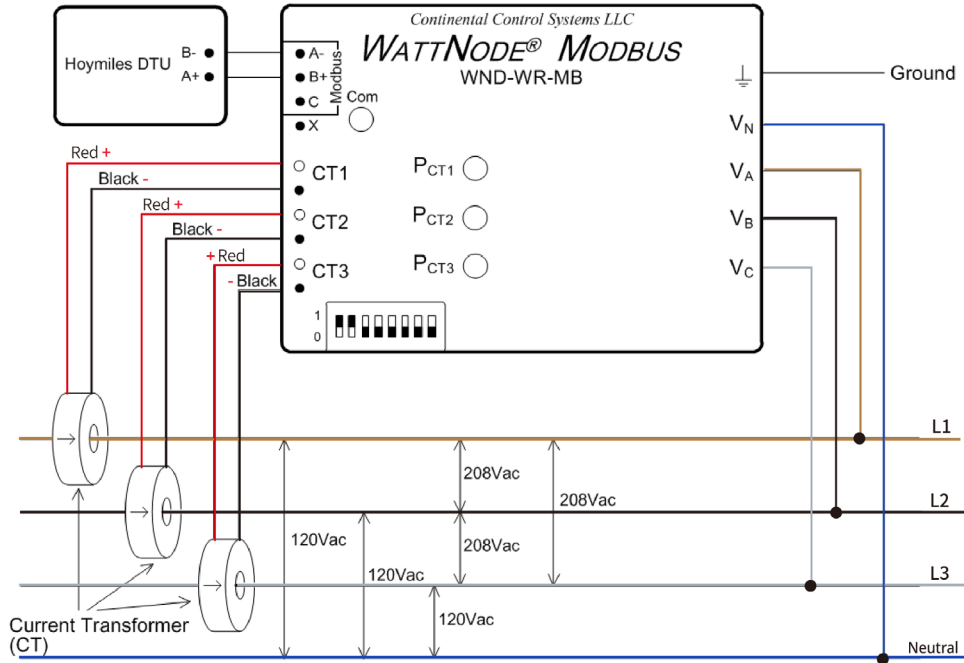 Continental Control Systems LLC
WATTNODE® MODBUS
WND-WR-MB
Hoymiles DTU
B-
A+
A-
B+
C
X
Modbus
Com
Ground
VN
VA
VB
VC
Red +
Black -
Red +
Black -
+ Red
- Black
CT1
CT2
CT3
PCT1
PCT2
PCT3
1
0
L1
208Vac
208Vac
L2
120Vac
208Vac
120Vac
L3
120Vac
Current Transformer
(CT)
Neutral